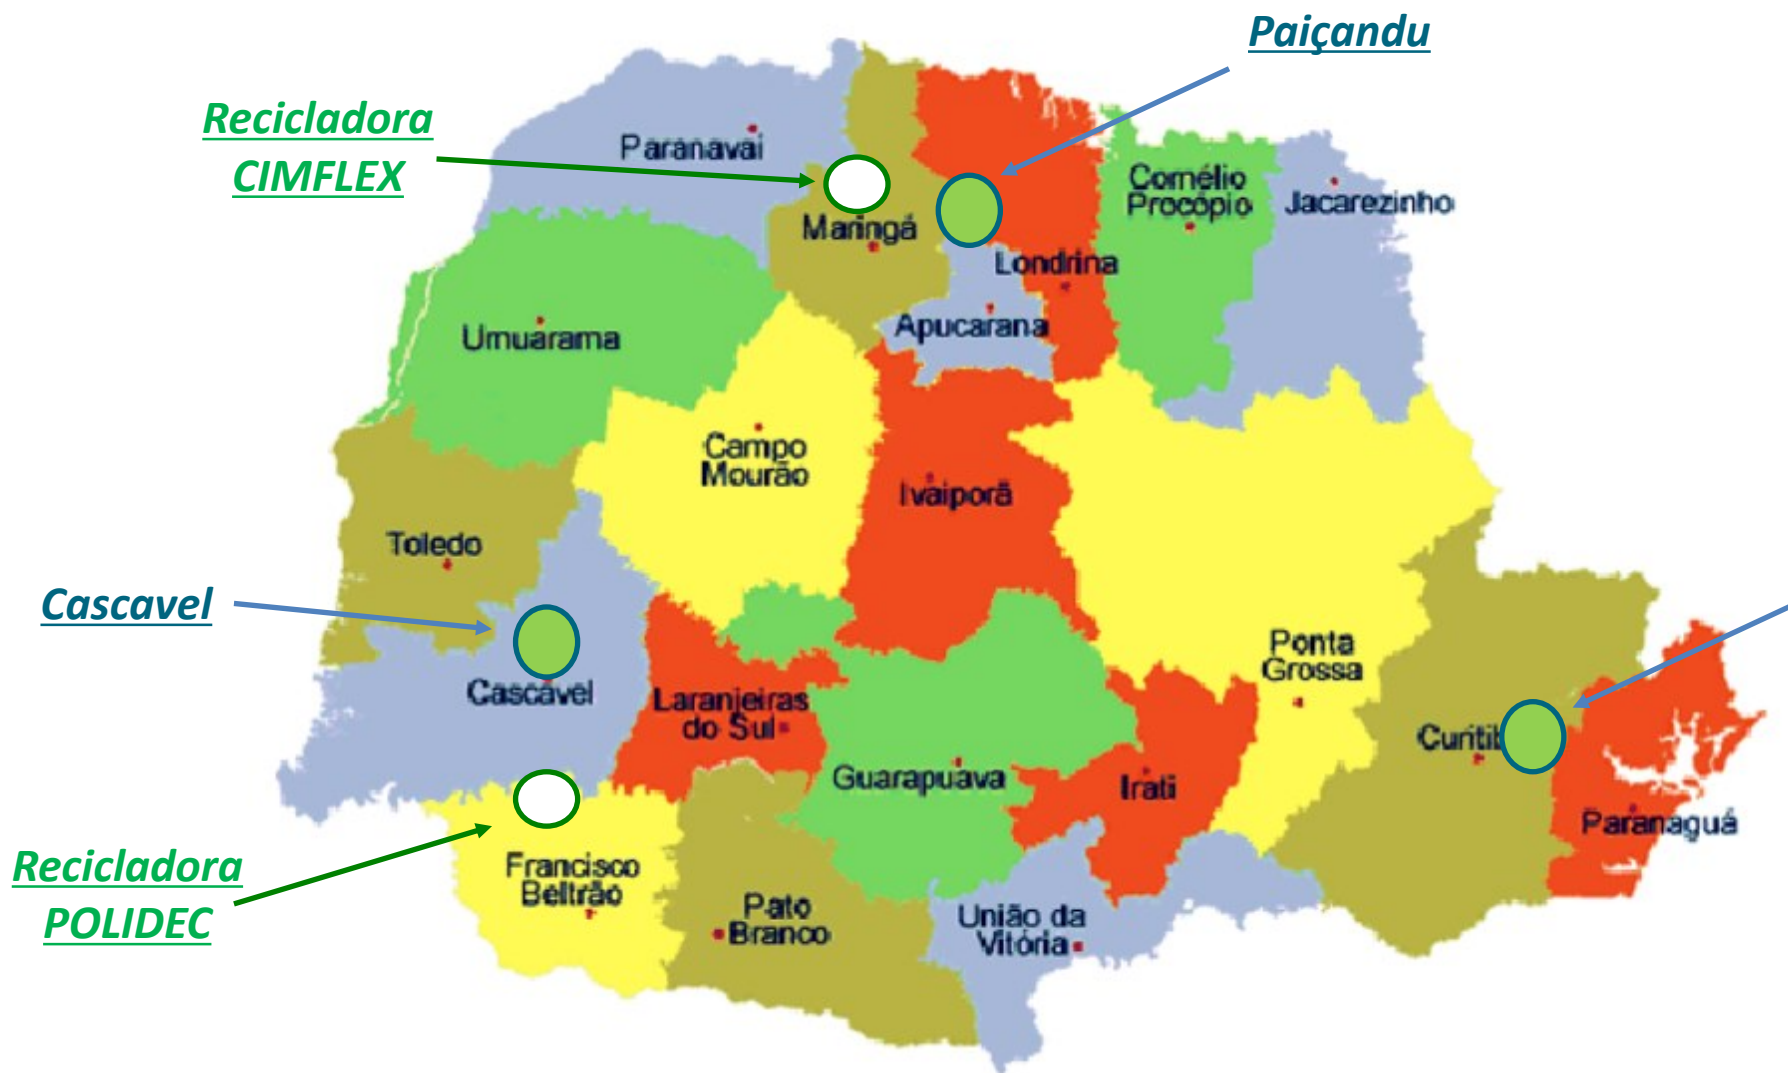 Paiçandu
Recicladora
CIMFLEX
Paranavaí
Cornélio
Procópio
Jacarezinho
Maringá
Londrina
Apucarana
Umuarama
Campo
Mourão
Ivaiporã
Toledo
Cascavel
Ponta
Grossa
Cascavel
Laranjeiras
do Sul
Curitib
Guarapuava
Irati
Paranaguá
Recicladora
POLIDEC
Francisco
Beltrão
Pato
Branco
União da
Vitória